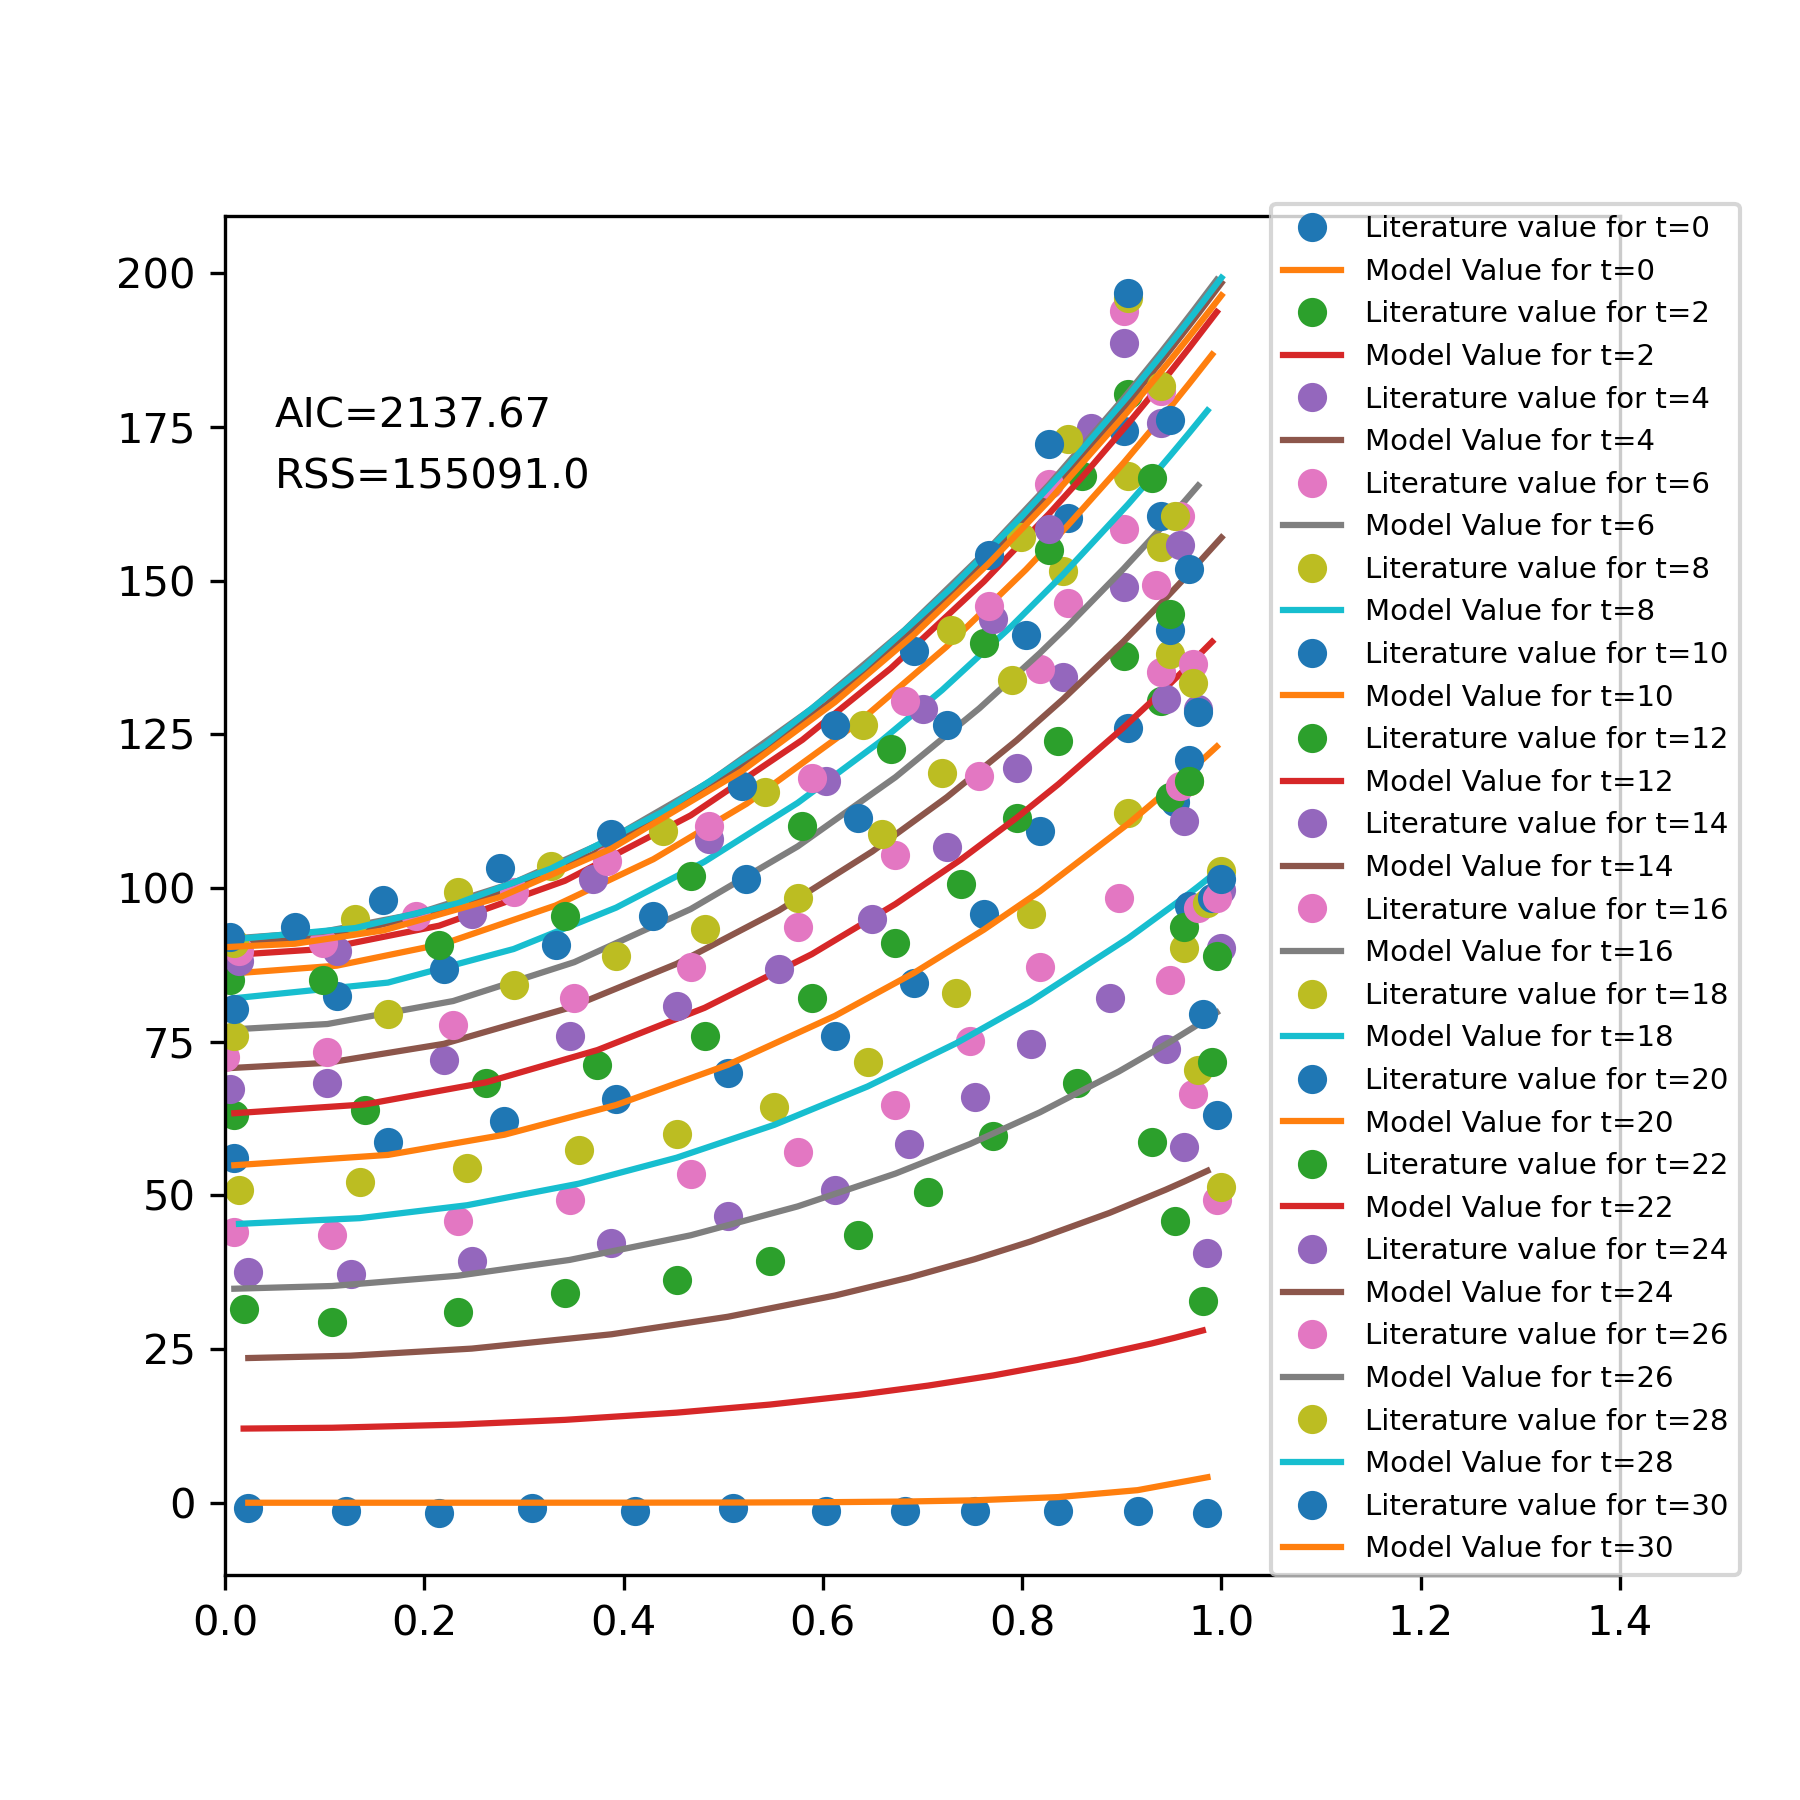 AIC=2137.67
RSS=155091.0
200
175
150
125
100
75
50
25
0
0.0 0.2 0.4 0.6 0.8 1.0 1.2 1.4
Literature value for t=0
Model Value for t=0
Literature value for t=2
Model Value for t=2
Literature value for t=4
Model Value for t=4
Literature value for t=6
Model Value for t=6
Literature value for t=8
Model Value for t=8
Literature value for t=10
Model Value for t=10
Literature value for t=12
Model Value for t=12
Literature value for t=14
Model Value for t=14
Literature value for t=16
Model Value for t=16
Literature value for t=18
Model Value for t=18
Literature value for t=20
Model Value for t=20
Literature value for t=22
Model Value for t=22
Literature value for t=24
Model Value for t=24
Literature value for t=26
Model Value for t=26
Literature value for t=28
Model Value for t=28
Literature value for t=30
Model Value for t=30